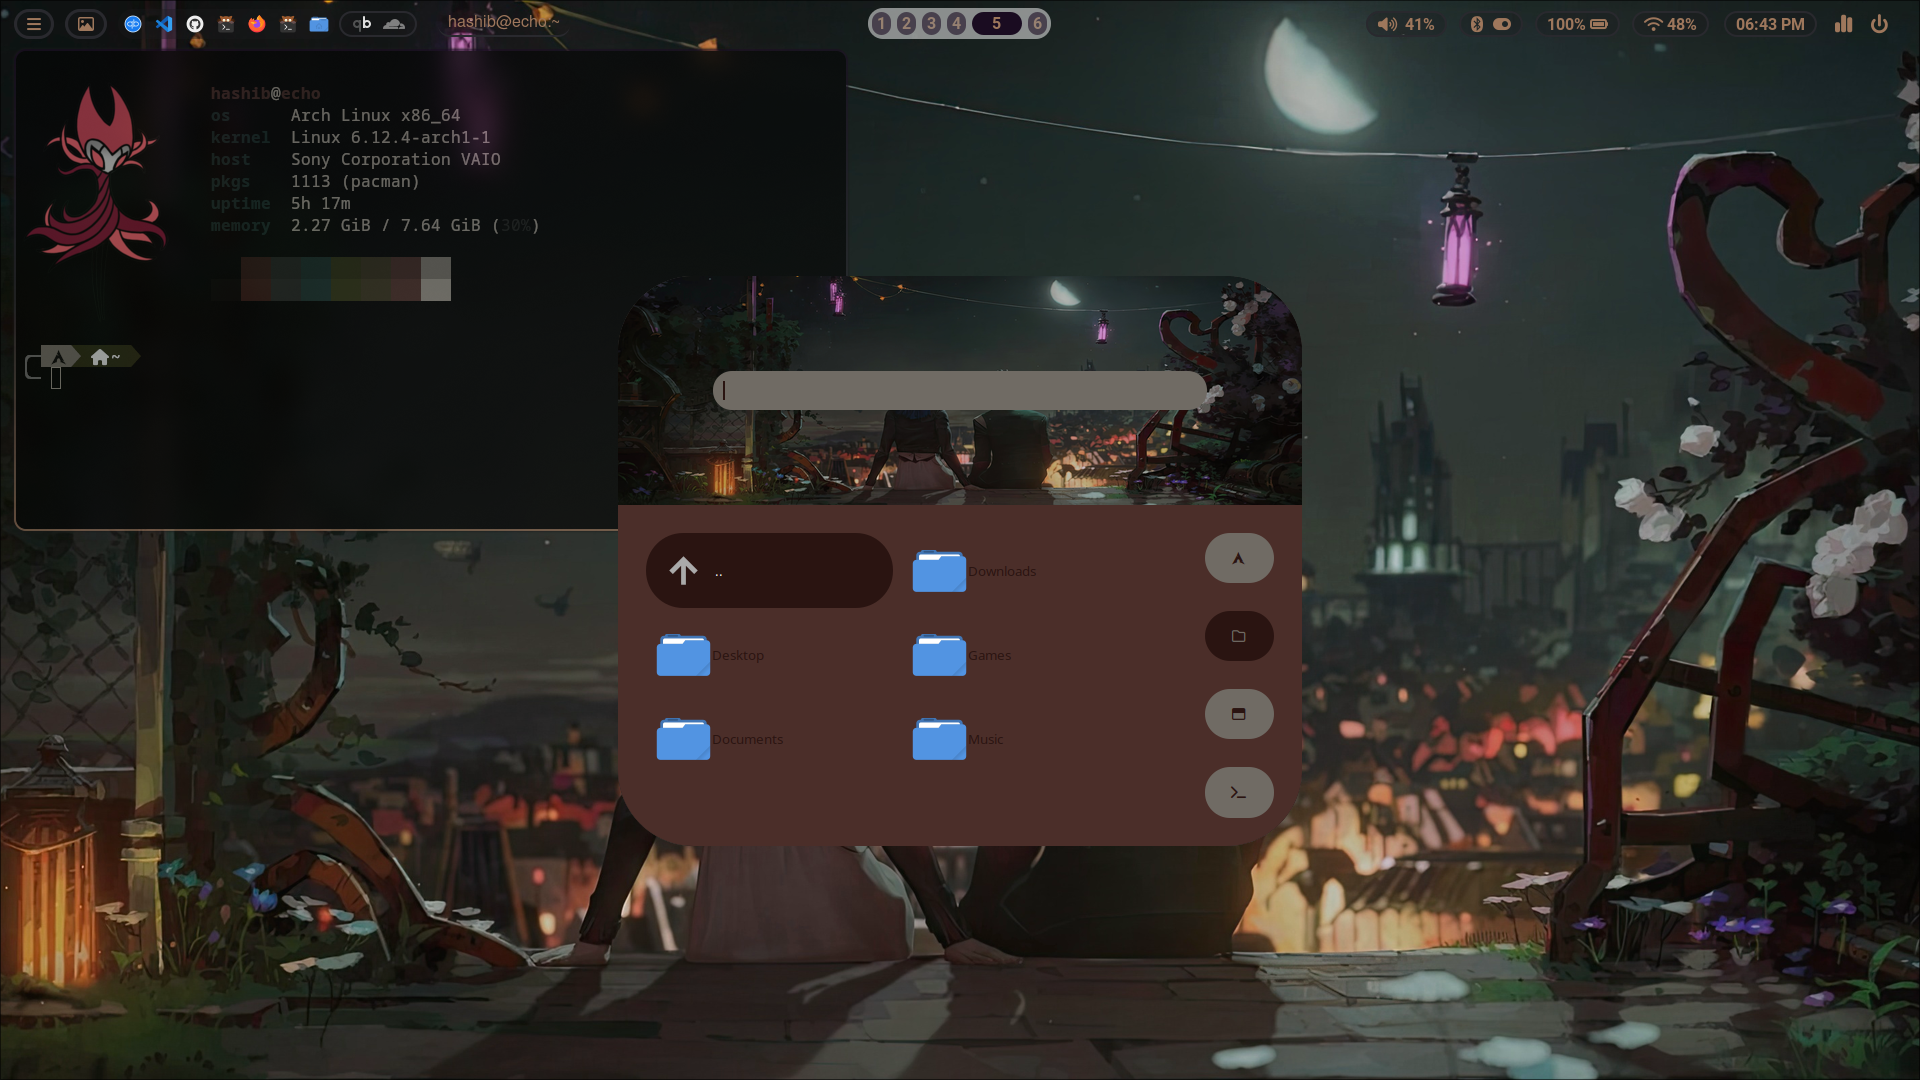 qb
hashib@echo:~
1 2 3 4 5 6
41%
100%
48%
06:43 PM
hashib@echo
os Arch Linux x86_64
kernel Linux 6.12.4-arch1-1
host Sony Corporation VAIO
pkgs 1113 (pacman)
uptime 5h 17m
memory 2.27 GiB / 7.64 GiB (30%)
~
..
Downloads
Desktop
Games
Documents
Music